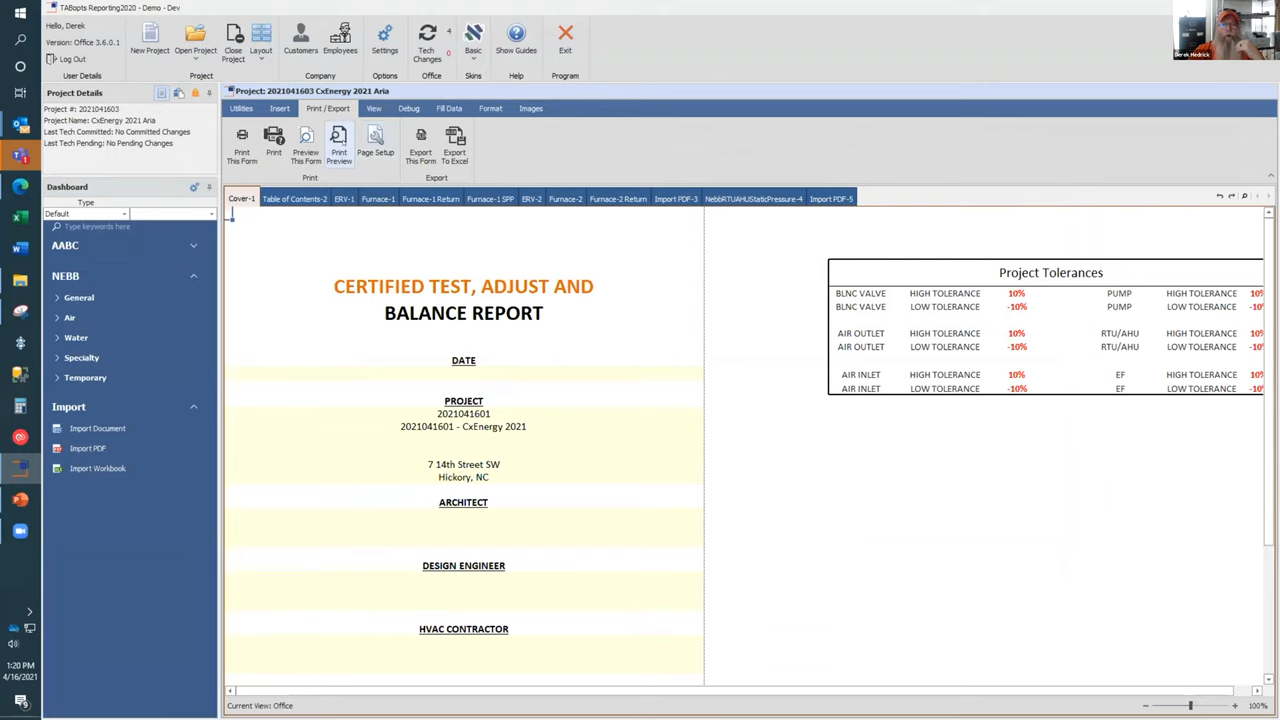 TABopts Reporting2020 - Demo - Dev
Hello, Derek
Version: Office 3.6.0.1
Log Out
User Details
New Project
Open Project
Close Project
Layout
Project
Customers
Employees
Company
Settings
Options
Tech Changes
4
0
Office
Basic
Skins
Show Guides
Help
Exit
Program
Derek Hedrick
Project Details
Project #: 2021041603
Project Name: CxEnergy 2021 Aria
Last Tech Committed: No Committed Changes
Last Tech Pending: No Pending Changes
Dashboard
Type
Default
Type keywords here
AABC
NEBB
General
Air
Water
Specialty
Temporary
Import
Import Document
Import PDF
Import Workbook
Project: 2021041603 CxEnergy 2021 Aria
Utilities Insert Print / Export View Debug Fill Data Format Images
Print This Form
Print
Preview This Form
Print Preview
Page Setup
Print
Export This Form
Export To Excel
Export
Cover-1 Table of Contents-2 ERV-1 Furnace-1 Furnace-1 Return Furnace-1 SPP ERV-2 Furnace-2 Furnace-2 Return Import PDF-3 NebbRTUAHUStaticPressure-4 Import PDF-5
CERTIFIED TEST, ADJUST AND
BALANCE REPORT
DATE
PROJECT
2021041601
2021041601 - CxEnergy 2021
7 14th Street SW
Hickory, NC
ARCHITECT
DESIGN ENGINEER
HVAC CONTRACTOR
Project Tolerances
BLNC VALVE HIGH TOLERANCE 10% PUMP HIGH TOLERANCE 10%
BLNC VALVE LOW TOLERANCE -10% PUMP LOW TOLERANCE -10%
AIR OUTLET HIGH TOLERANCE 10% RTU/AHU HIGH TOLERANCE 10%
AIR OUTLET LOW TOLERANCE -10% RTU/AHU LOW TOLERANCE -10%
AIR INLET HIGH TOLERANCE 10% EF HIGH TOLERANCE 10%
AIR INLET LOW TOLERANCE -10% EF LOW TOLERANCE -10%
Current View: Office
100%
1:20 PM
4/16/2021